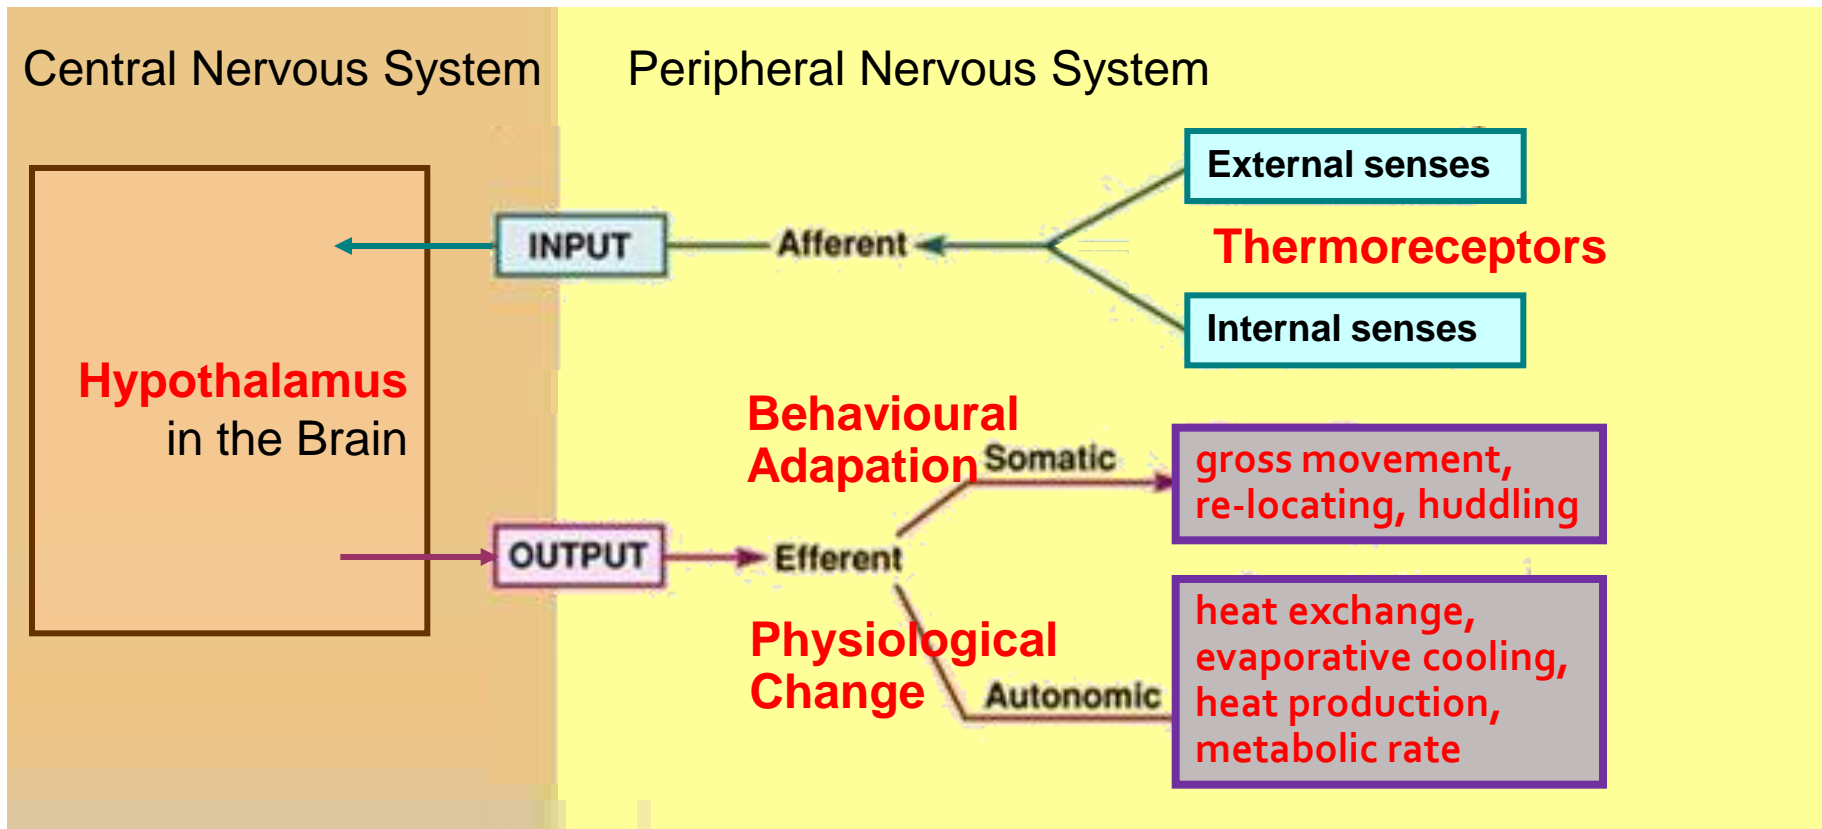 Central Nervous System
Peripheral Nervous System
External senses
INPUT
Afferent
Thermoreceptors
Internal senses
Hypothalamus
in the Brain
Behavioural
Adapation
Somatic
gross movement,
re-locating, huddling
OUTPUT
Efferent
Physiological
Change
Autonomic
heat exchange,
evaporative cooling,
heat production,
metabolic rate